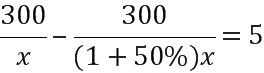 300/x − 300/((1 + 50%)x) = 5